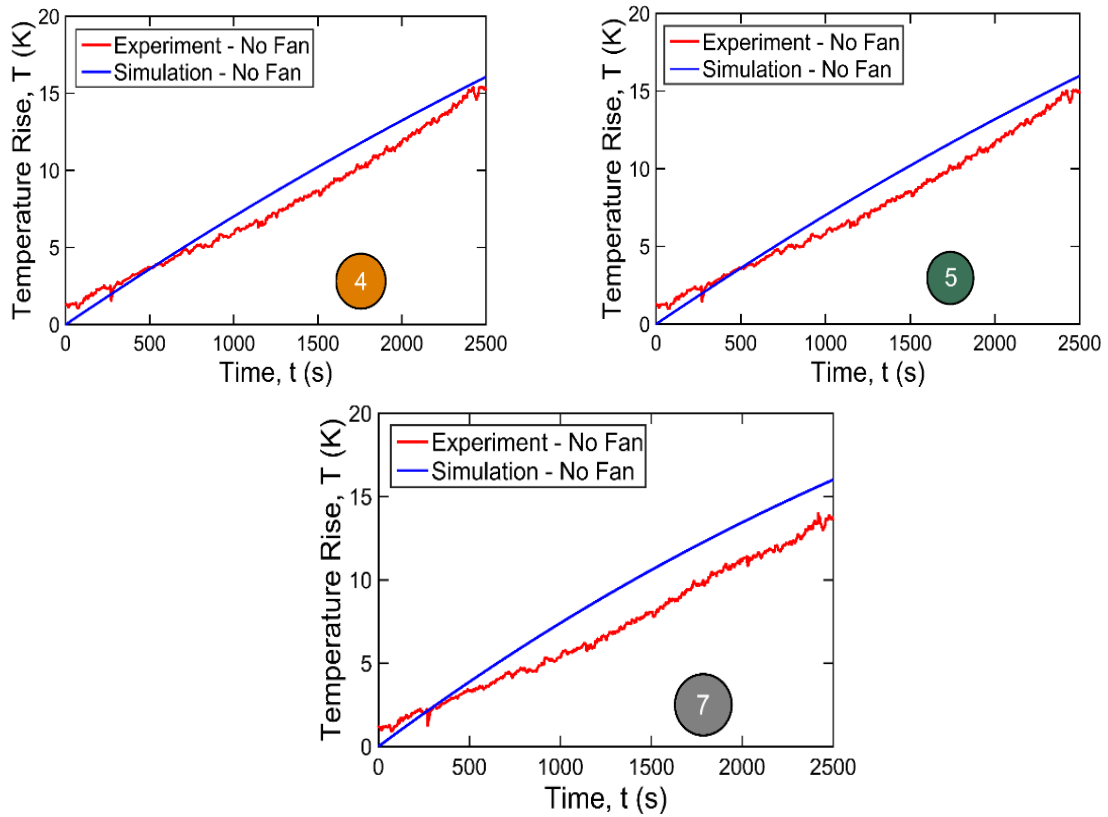 Temperature Rise, T (K)
20
15
10
5
0
Experiment - No Fan
Simulation - No Fan
4
0 500 1000 1500 2000 2500
Time, t (s)
Temperature Rise, T (K)
20
15
10
5
0
Experiment - No Fan
Simulation - No Fan
5
0 500 1000 1500 2000 2500
Time, t (s)
Temperature Rise, T (K)
20
15
10
5
0
Experiment - No Fan
Simulation - No Fan
7
0 500 1000 1500 2000 2500
Time, t (s)